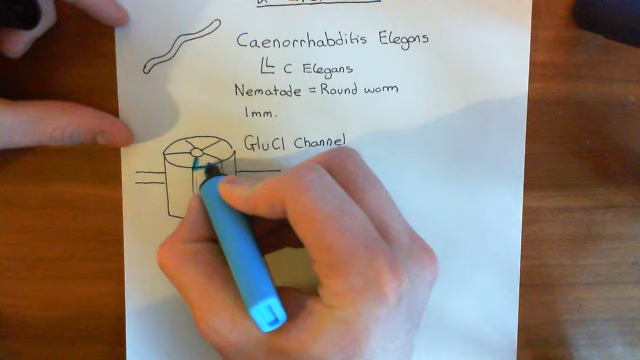 Caenorrhabditis Elegans
C Elegans
Nematode = Round worm
1mm.
GluCl Channel